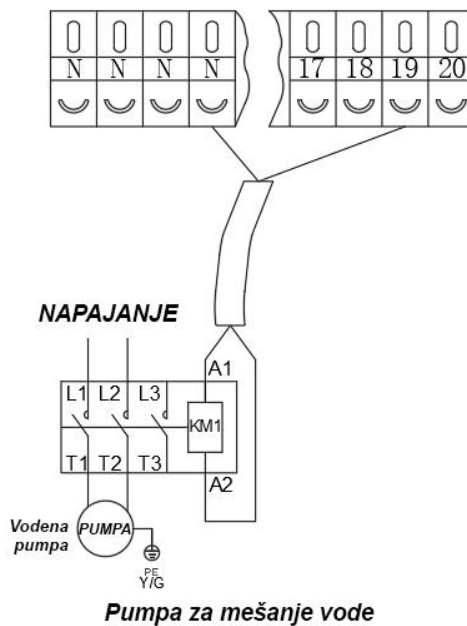 N N N N 17 18 19 20
NAPAJANJE
A1
L1 L2 L3
KM1
T1 T2 T3
A2
Vodena
pumpa
PUMPA
PE
Y/G
Pumpa za mešanje vode